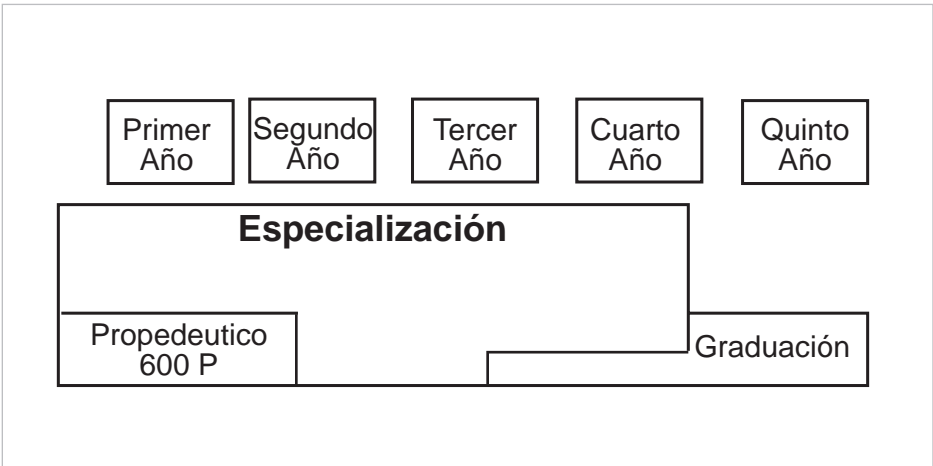 Primer
Año
Segundo
Año
Tercer
Año
Cuarto
Año
Quinto
Año
Especialización
Propedeutico
600 P
Graduación